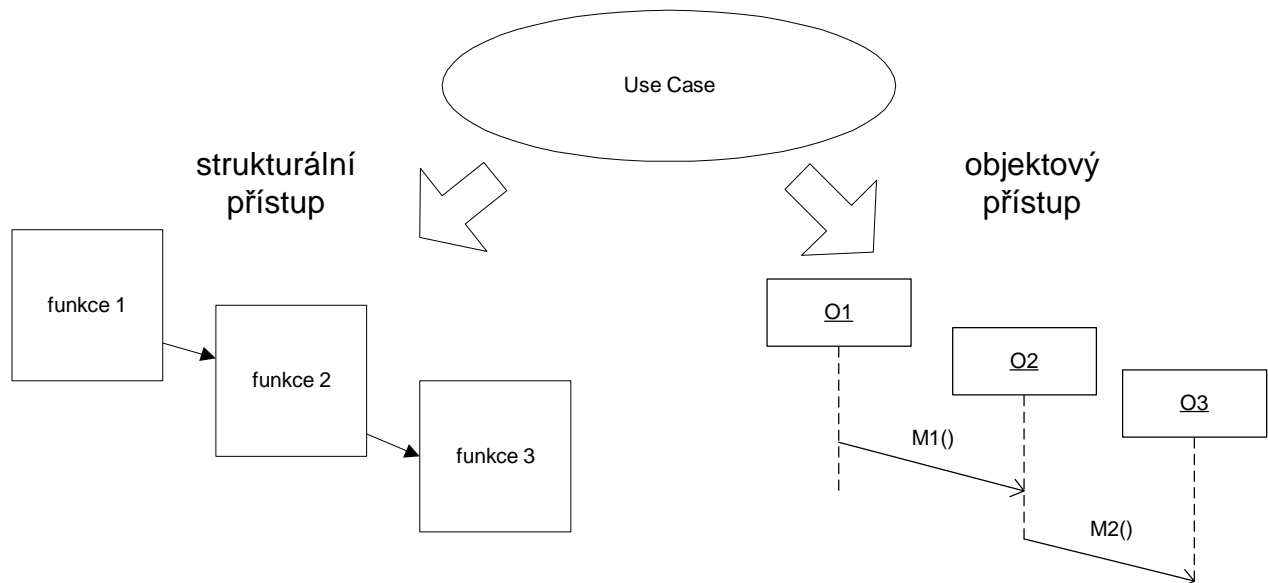 Use Case
strukturální
přístup
objektový
přístup
funkce 1
funkce 2
funkce 3
O1
O2
O3
M1()
M2()